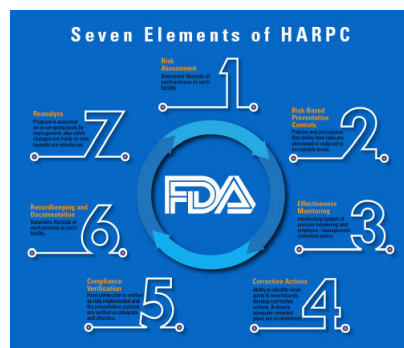 Seven Elements of HARPC
1
Risk
Assessment
Determine Hazards of
each process at each
facility.
2
Risk Based
Preventative
Controls
Policies and procedures
that define how risks are
eliminated or reduced to
acceptable levels.
3
Effectiveness
Monitoring
Interlocking system of
process monitoring and
employee / management
communications.
4
Corrective Actions
Ability to identify weak
spots & new hazards,
develop corrective
actions, & ensure
adequate remedial
plans are implemented.
5
Compliance
Verification
Food safety plan is verified
as fully implemented and
the preventative controls
are verified as adequate
and effective.
6
Recordkeeping and
Documentation
Determine Hazards of
each process at each
facility.
7
Reanalyze
Program is assessed
on an on-going basis by
management, also when
changes are made or new
hazards are introduced.
FDA